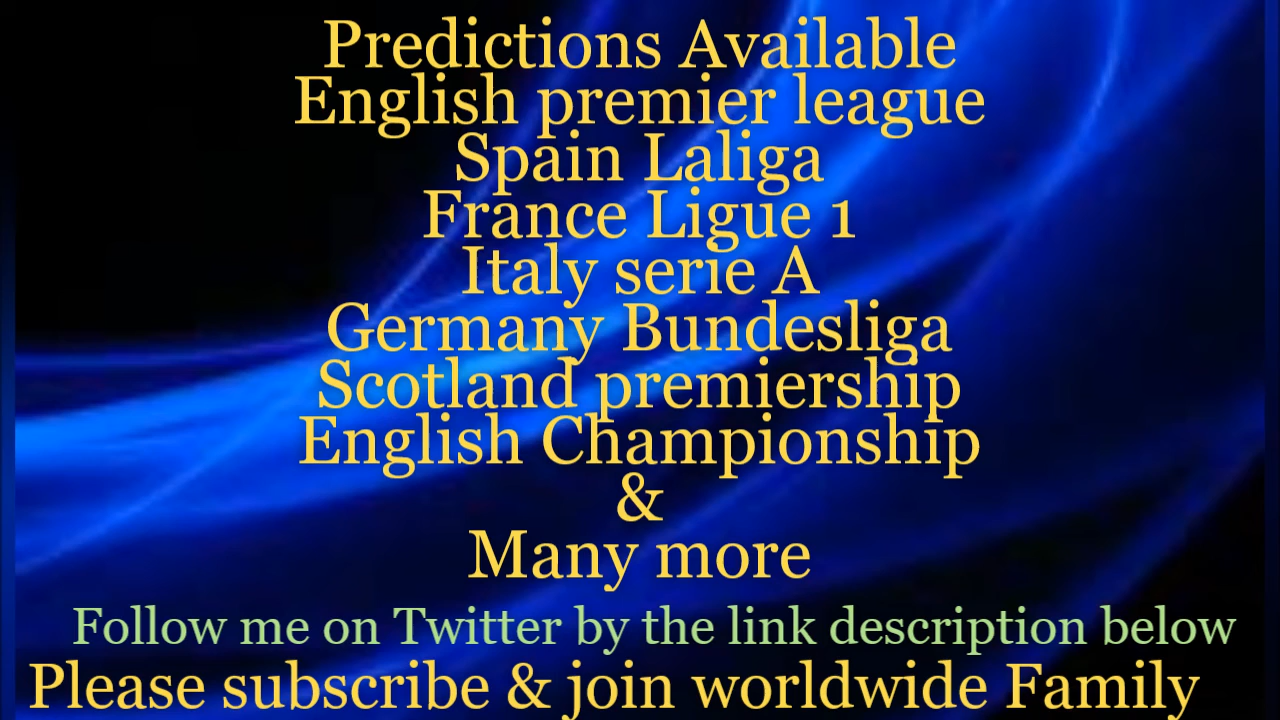 Predictions Available
English premier league
Spain Laliga
France Ligue 1
Italy serie A
Germany Bundesliga
Scotland premiership
English Championship
&
Many more
Follow me on Twitter by the link description below
Please subscribe & join worldwide Family